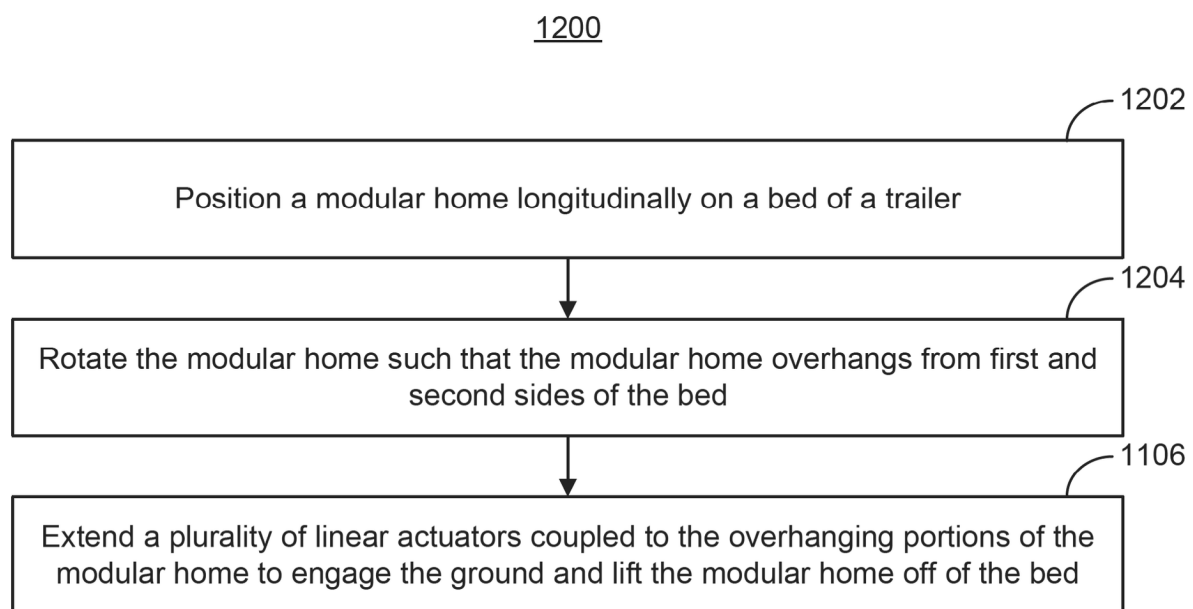 1200
1202
Position a modular home longitudinally on a bed of a trailer
1204
Rotate the modular home such that the modular home overhangs from first and
second sides of the bed
1106
Extend a plurality of linear actuators coupled to the overhanging portions of the
modular home to engage the ground and lift the modular home off of the bed